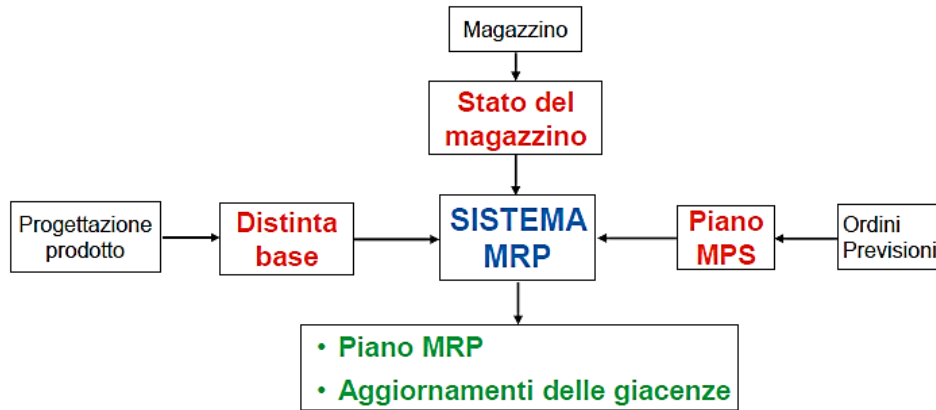 Magazzino
Stato del
magazzino
Progettazione
prodotto
Distinta
base
SISTEMA
MRP
Piano
MPS
Ordini
Previsioni
• Piano MRP
• Aggiornamenti delle giacenze